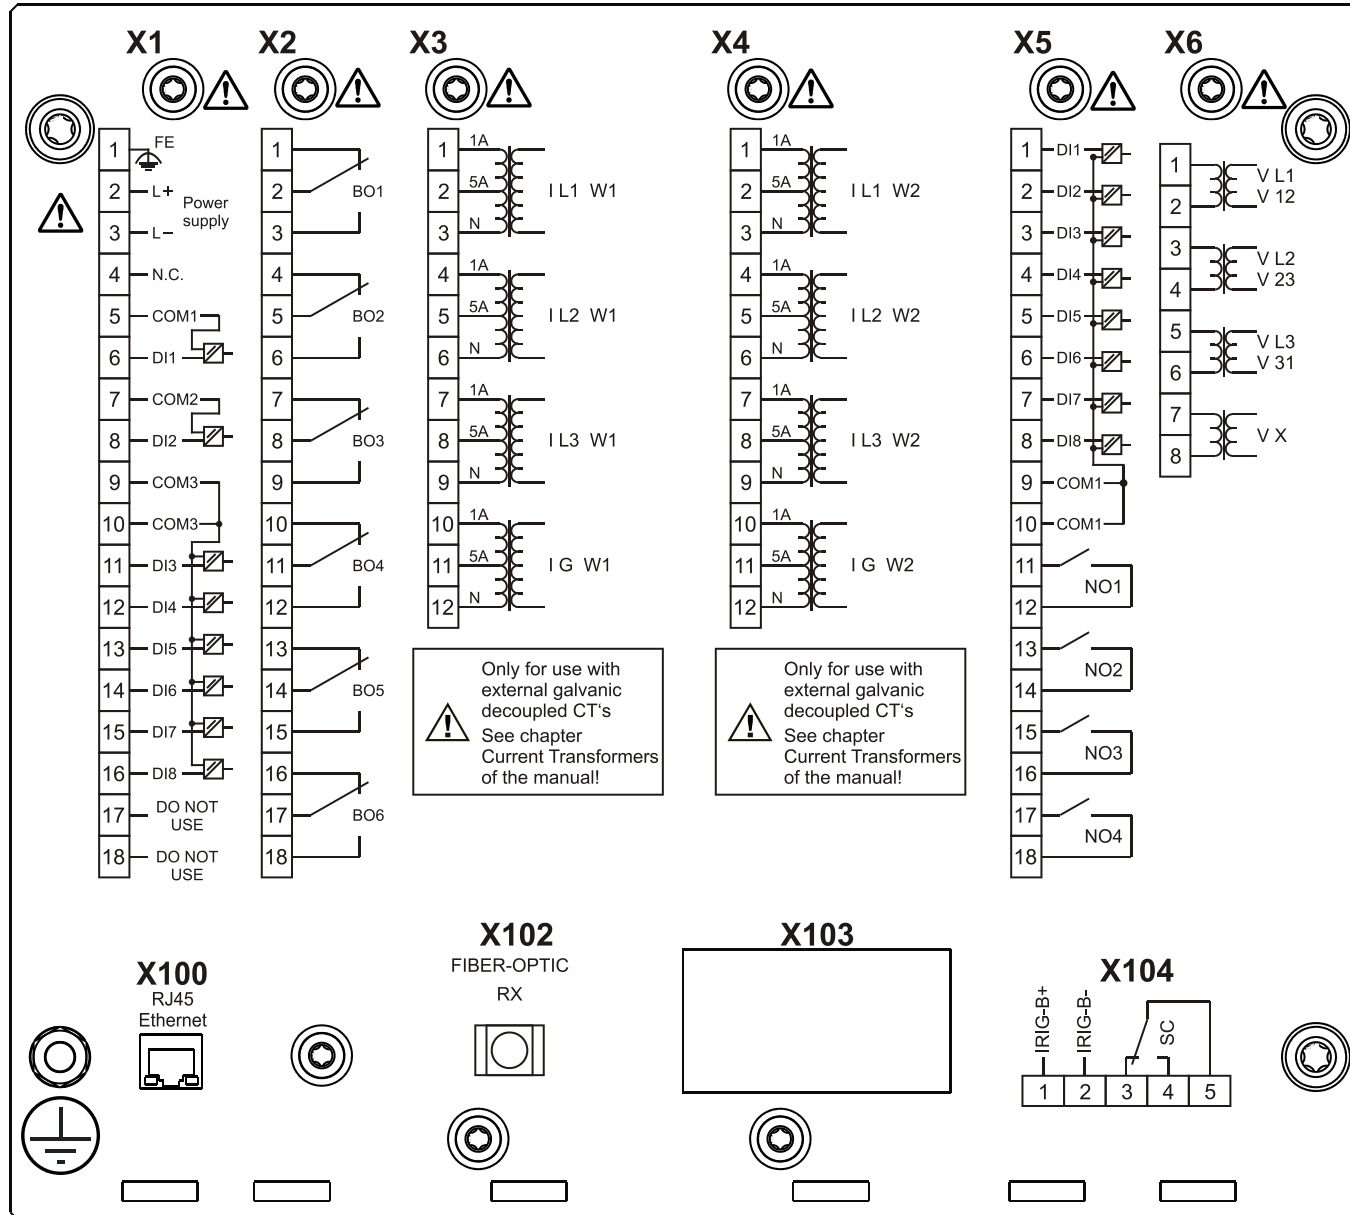 X1
1 FE
2 L+ Power
supply
3 L–
4 N.C.
5 COM1
6 DI1
7 COM2
8 DI2
9 COM3
10 COM3
11 DI3
12 DI4
13 DI5
14 DI6
15 DI7
16 DI8
17 DO NOT
USE
18 DO NOT
USE
X2
1
2 BO1
3
4
5 BO2
6
7
8 BO3
9
10
11 BO4
12
13
14 BO5
15
16
17 BO6
18
X3
1 1A
2 5A I L1 W1
3 N
4 1A
5 5A I L2 W1
6 N
7 1A
8 5A I L3 W1
9 N
10 1A
11 5A I G W1
12 N
Only for use with
external galvanic
decoupled CT‘s
See chapter
Current Transformers
of the manual!
X4
1 1A
2 5A I L1 W2
3 N
4 1A
5 5A I L2 W2
6 N
7 1A
8 5A I L3 W2
9 N
10 1A
11 5A I G W2
12 N
Only for use with
external galvanic
decoupled CT‘s
See chapter
Current Transformers
of the manual!
X5
1 DI1
2 DI2
3 DI3
4 DI4
5 DI5
6 DI6
7 DI7
8 DI8
9 COM1
10 COM1
11
NO1
12
13
NO2
14
15
NO3
16
17
NO4
18
X6
1 V L1
2 V 12
3 V L2
4 V 23
5 V L3
6 V 31
7
V X
8
X100
RJ45
Ethernet
X102
FIBER-OPTIC
RX
X103
X104
IRIG-B+
IRIG-B-
SC
1 2 3 4 5